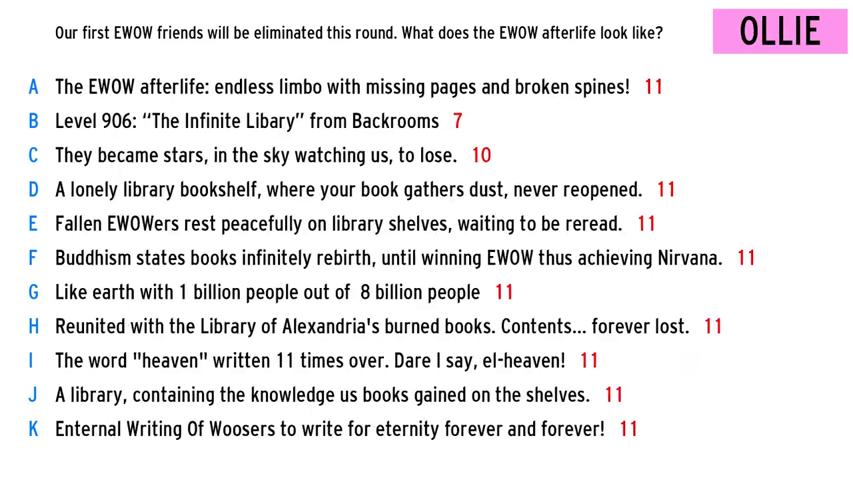 Our first EWOW friends will be eliminated this round. What does the EWOW afterlife look like?
OLLIE
A The EWOW afterlife: endless limbo with missing pages and broken spines! 11
B Level 906: “The Infinite Libary” from Backrooms 7
C They became stars, in the sky watching us, to lose. 10
D A lonely library bookshelf, where your book gathers dust, never reopened. 11
E Fallen EWOWers rest peacefully on library shelves, waiting to be reread. 11
F Buddhism states books infinitely rebirth, until winning EWOW thus achieving Nirvana. 11
G Like earth with 1 billion people out of 8 billion people 11
H Reunited with the Library of Alexandria's burned books. Contents... forever lost. 11
I The word "heaven" written 11 times over. Dare I say, el-heaven! 11
J A library, containing the knowledge us books gained on the shelves. 11
K Enternal Writing Of Woosers to write for eternity forever and forever! 11